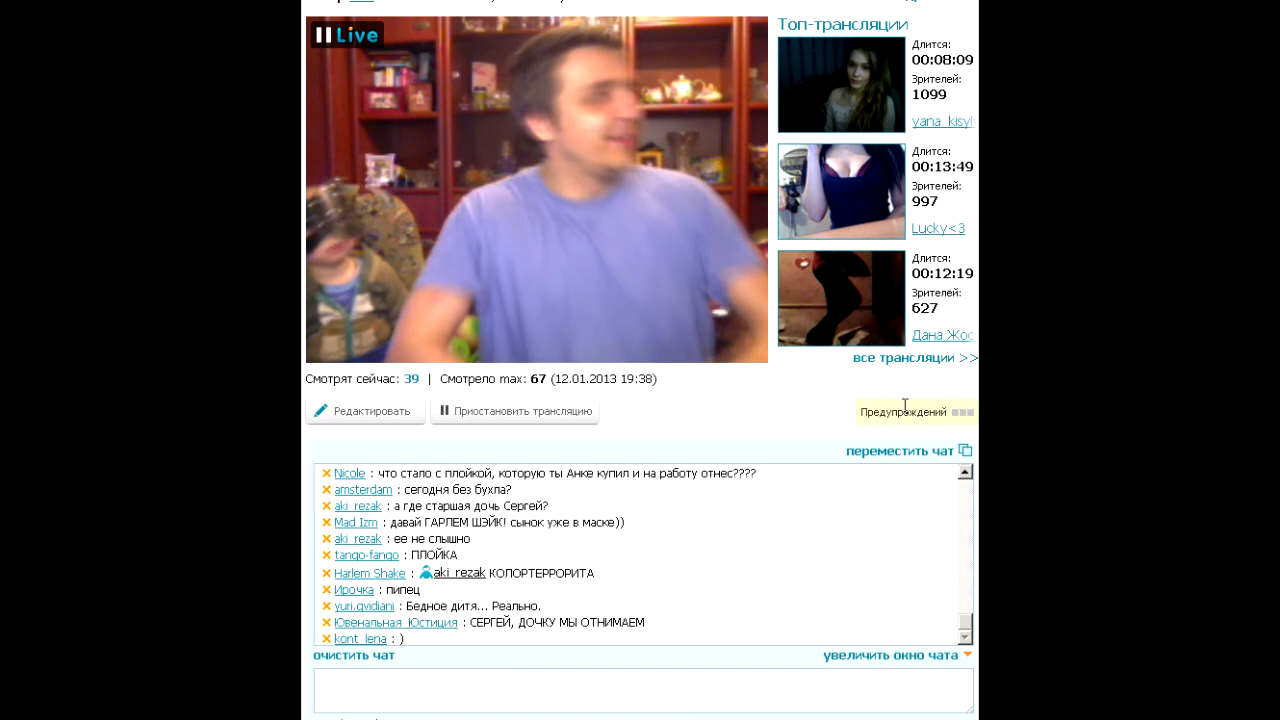 Live
Топ-трансляции
Длится:
00:08:09
Зрителей:
1099
yana_kisyl
Длится:
00:13:49
Зрителей:
997
Lucky<3
Длится:
00:12:19
Зрителей:
627
Дана Жос
все трансляции >>
Смотрят сейчас: 39 | Смотрело max: 67 (12.01.2013 19:38)
Редактировать
Приостановить трансляцию
Предупреждений
переместить чат
Nicole : что стало с плойкой, которую ты Анке купил и на работу отнес????
amsterdam : сегодня без бухла?
aki_rezak : а где старшая дочь Сергей?
Mad Izm : давай ГАРЛЕМ ШЭЙК! сынок уже в маске))
aki_rezak : ее не слышно
tango-fango : ПЛОЙКА
Harlem Shake : aki_rezak КОЛОРТЕРРОРИТА
Ирочка : пипец
yuri.gvidiani : Бедное дитя... Реально.
Ювенальная_Юстиция : СЕРГЕЙ, ДОЧКУ МЫ ОТНИМАЕМ
kont_lena : )
очистить чат
увеличить окно чата